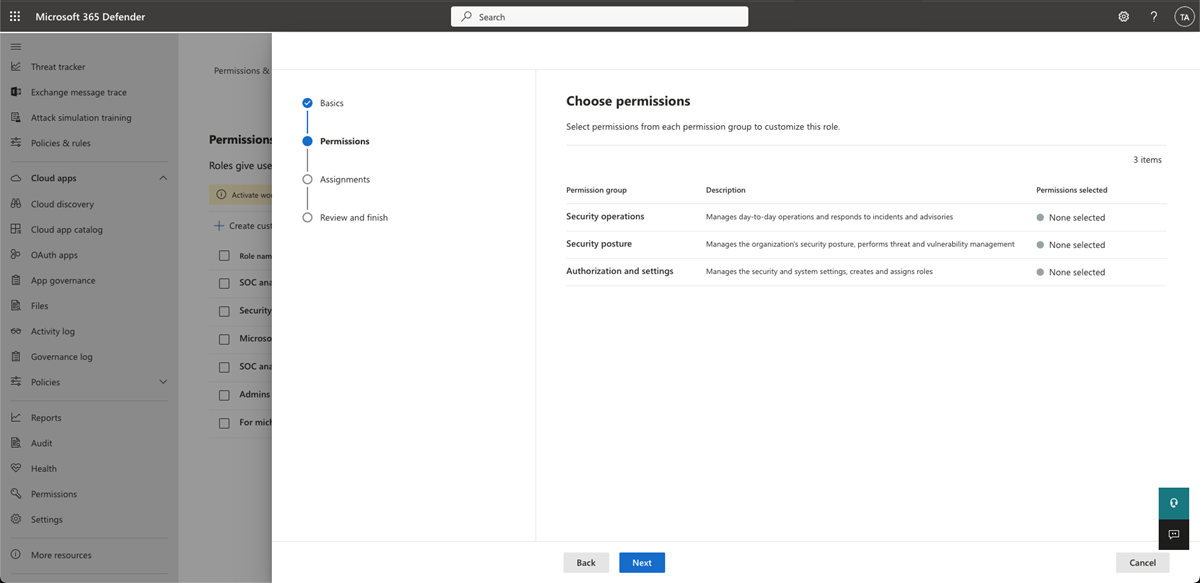 Microsoft 365 Defender
Search
TA
Threat tracker
Exchange message trace
Attack simulation training
Policies & rules
Cloud apps
Cloud discovery
Cloud app catalog
OAuth apps
App governance
Files
Activity log
Governance log
Policies
Reports
Audit
Health
Permissions
Settings
More resources
Permissions &
Permissions
Roles give use
Activate wo
Create cust
Role nam
SOC ana
Security
Microso
SOC ana
Admins
For mich
Basics
Permissions
Assignments
Review and finish
Choose permissions
Select permissions from each permission group to customize this role.
3 items
Permission group Description Permissions selected
Security operations Manages day-to-day operations and responds to incidents and advisories None selected
Security posture Manages the organization's security posture, performs threat and vulnerability management None selected
Authorization and settings Manages the security and system settings, creates and assigns roles None selected
Back
Next
Cancel